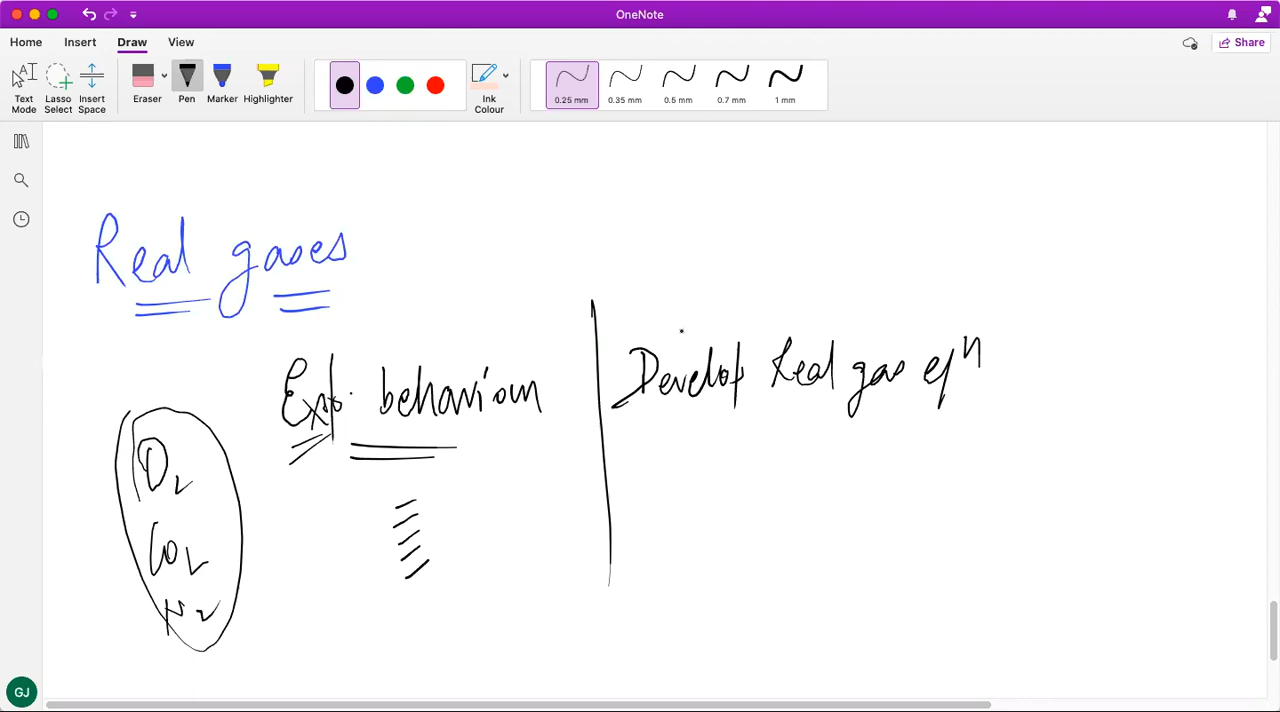 OneNote
Home Insert Draw View
Share
Text Mode
Lasso Select
Insert Space
Eraser
Pen
Marker
Highlighter
Ink Colour
0.25 mm
0.35 mm
0.5 mm
0.7 mm
1 mm
Real gases
Expt. behaviour
Develop Real gas eqn
O2
CO2
N2
GJ